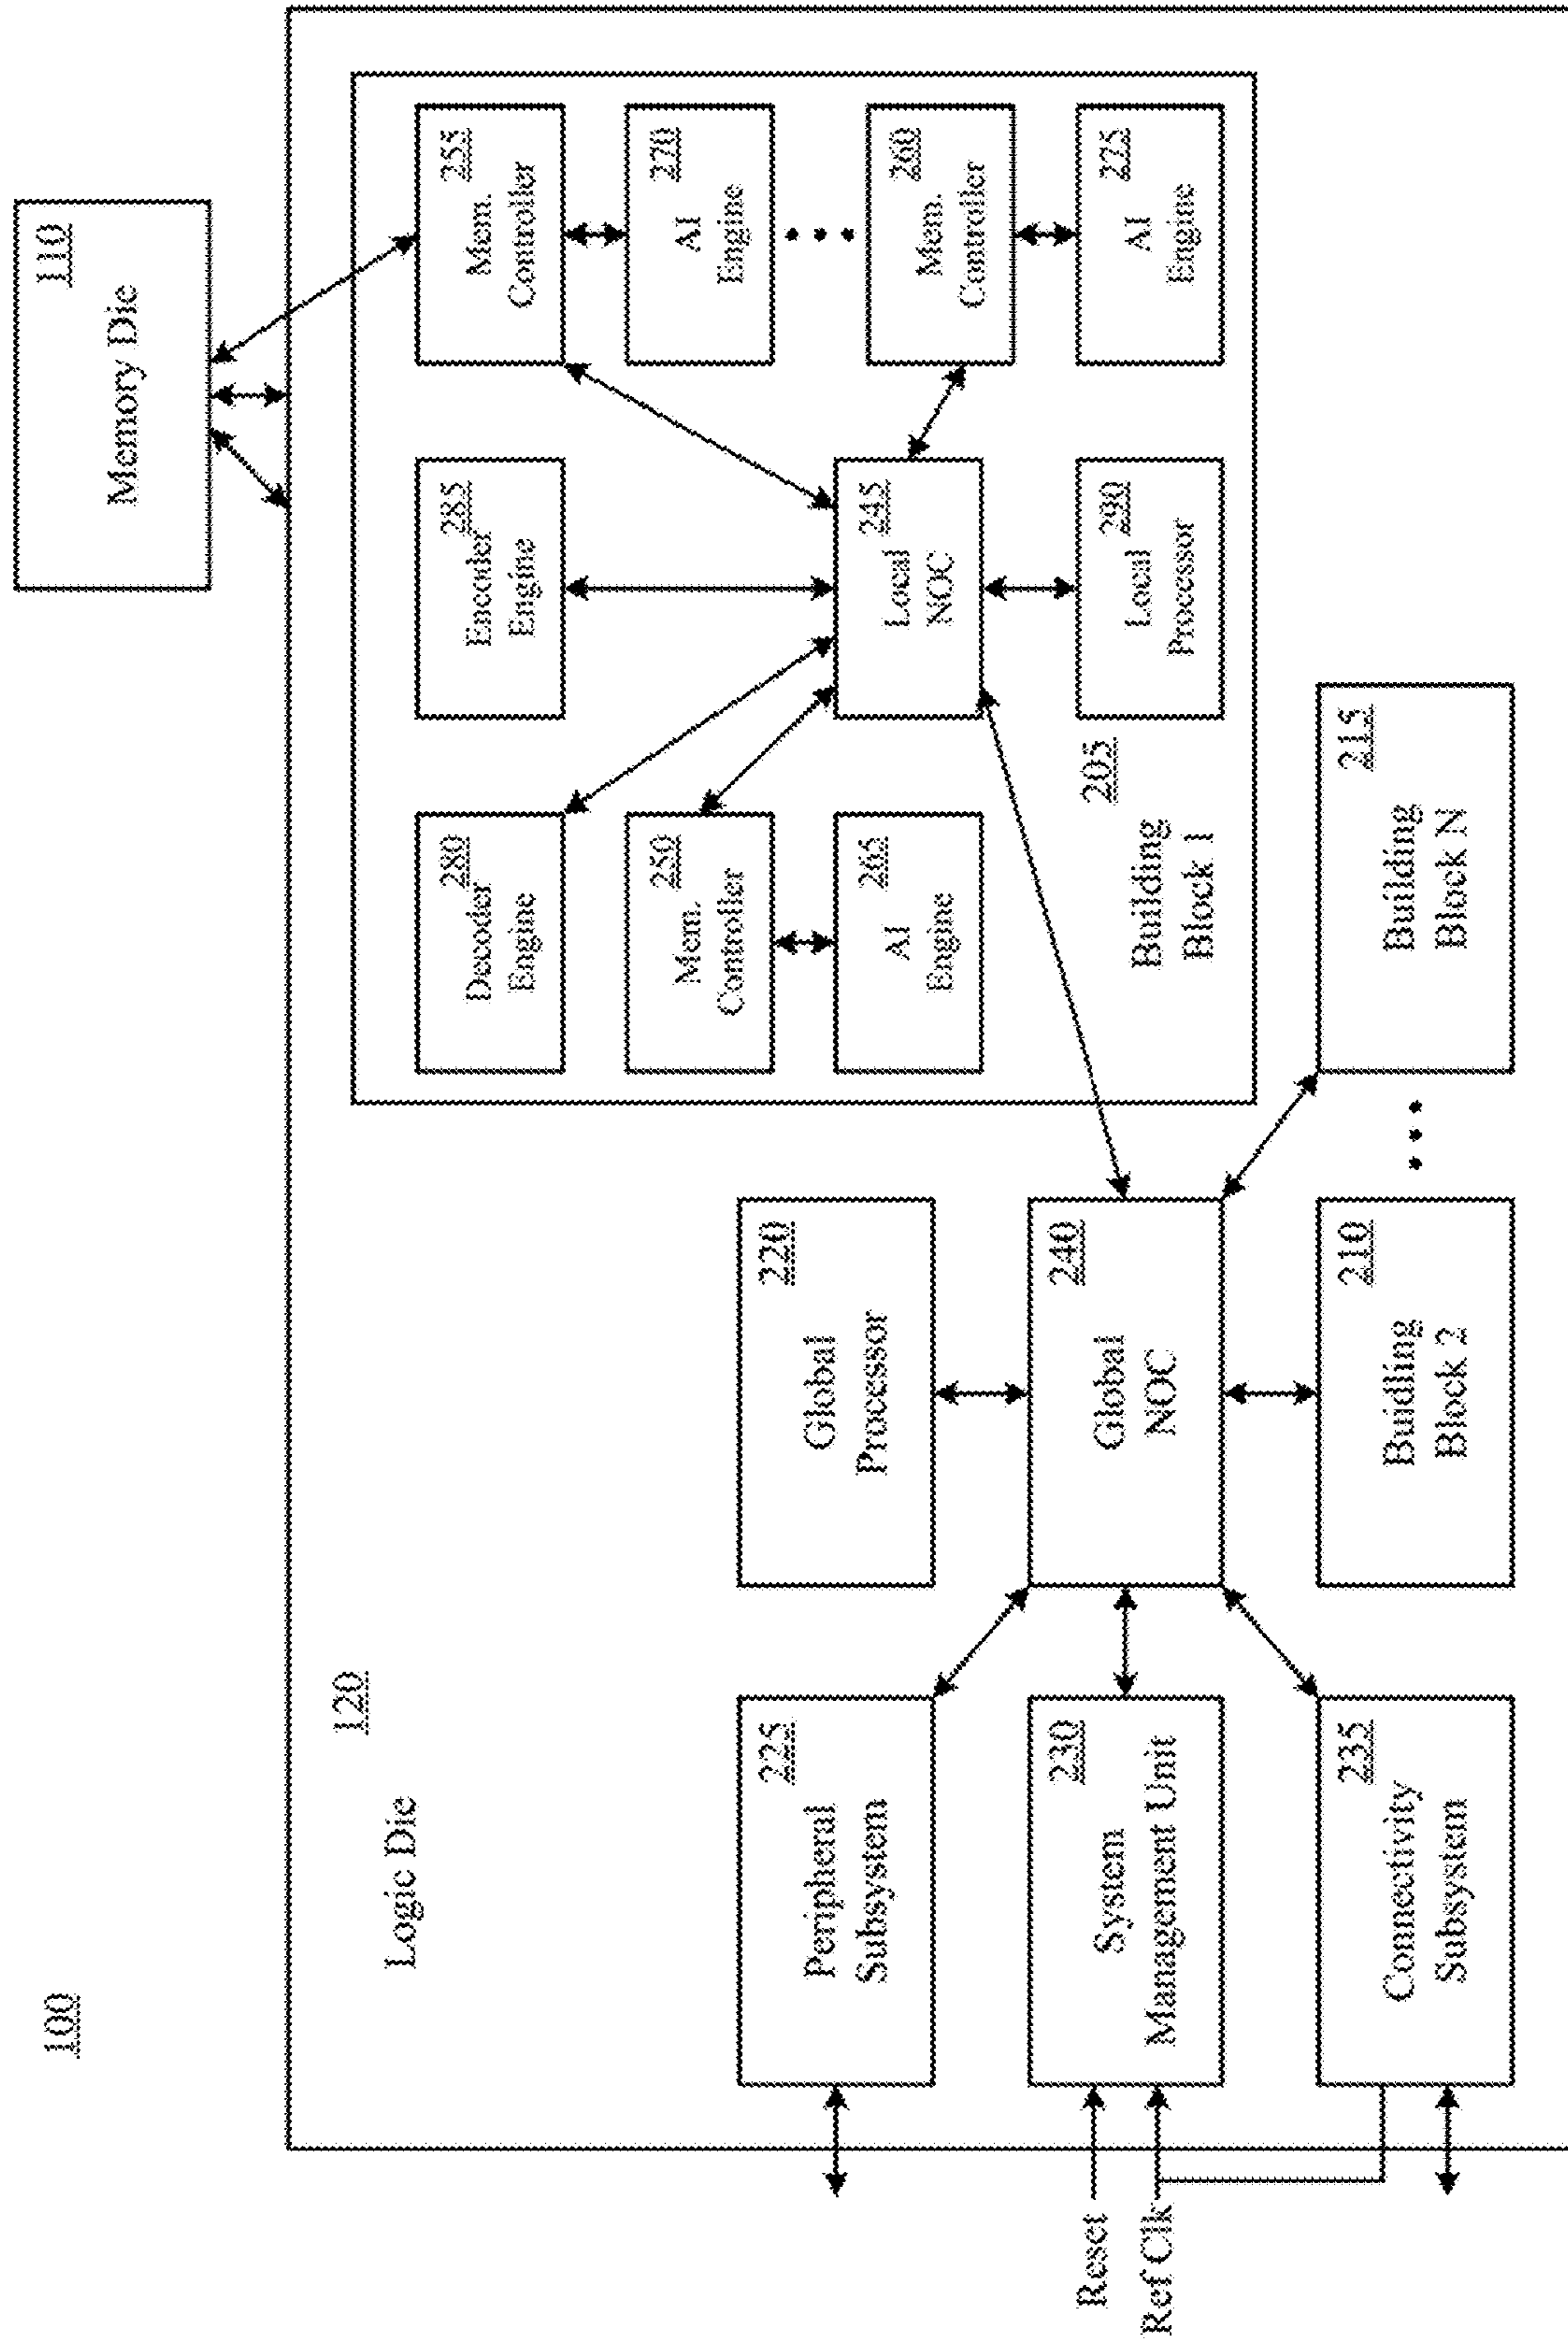 100
110
Memory Die
120
Logic Die
280
Decoder
Engine
285
Encoder
Engine
255
Mem.
Controller
250
Mem.
Controller
270
AI
Engine
265
AI
Engine
245
Local
NOC
260
Mem.
Controller
290
Local
Processor
275
AI
Engine
205
Building
Block 1
225
Peripheral
Subsystem
220
Global
Processor
Reset
Ref Clk
230
System
Management Unit
240
Global
NOC
235
Connectivity
Subsystem
210
Buidling
Block 2
215
Building
Block N